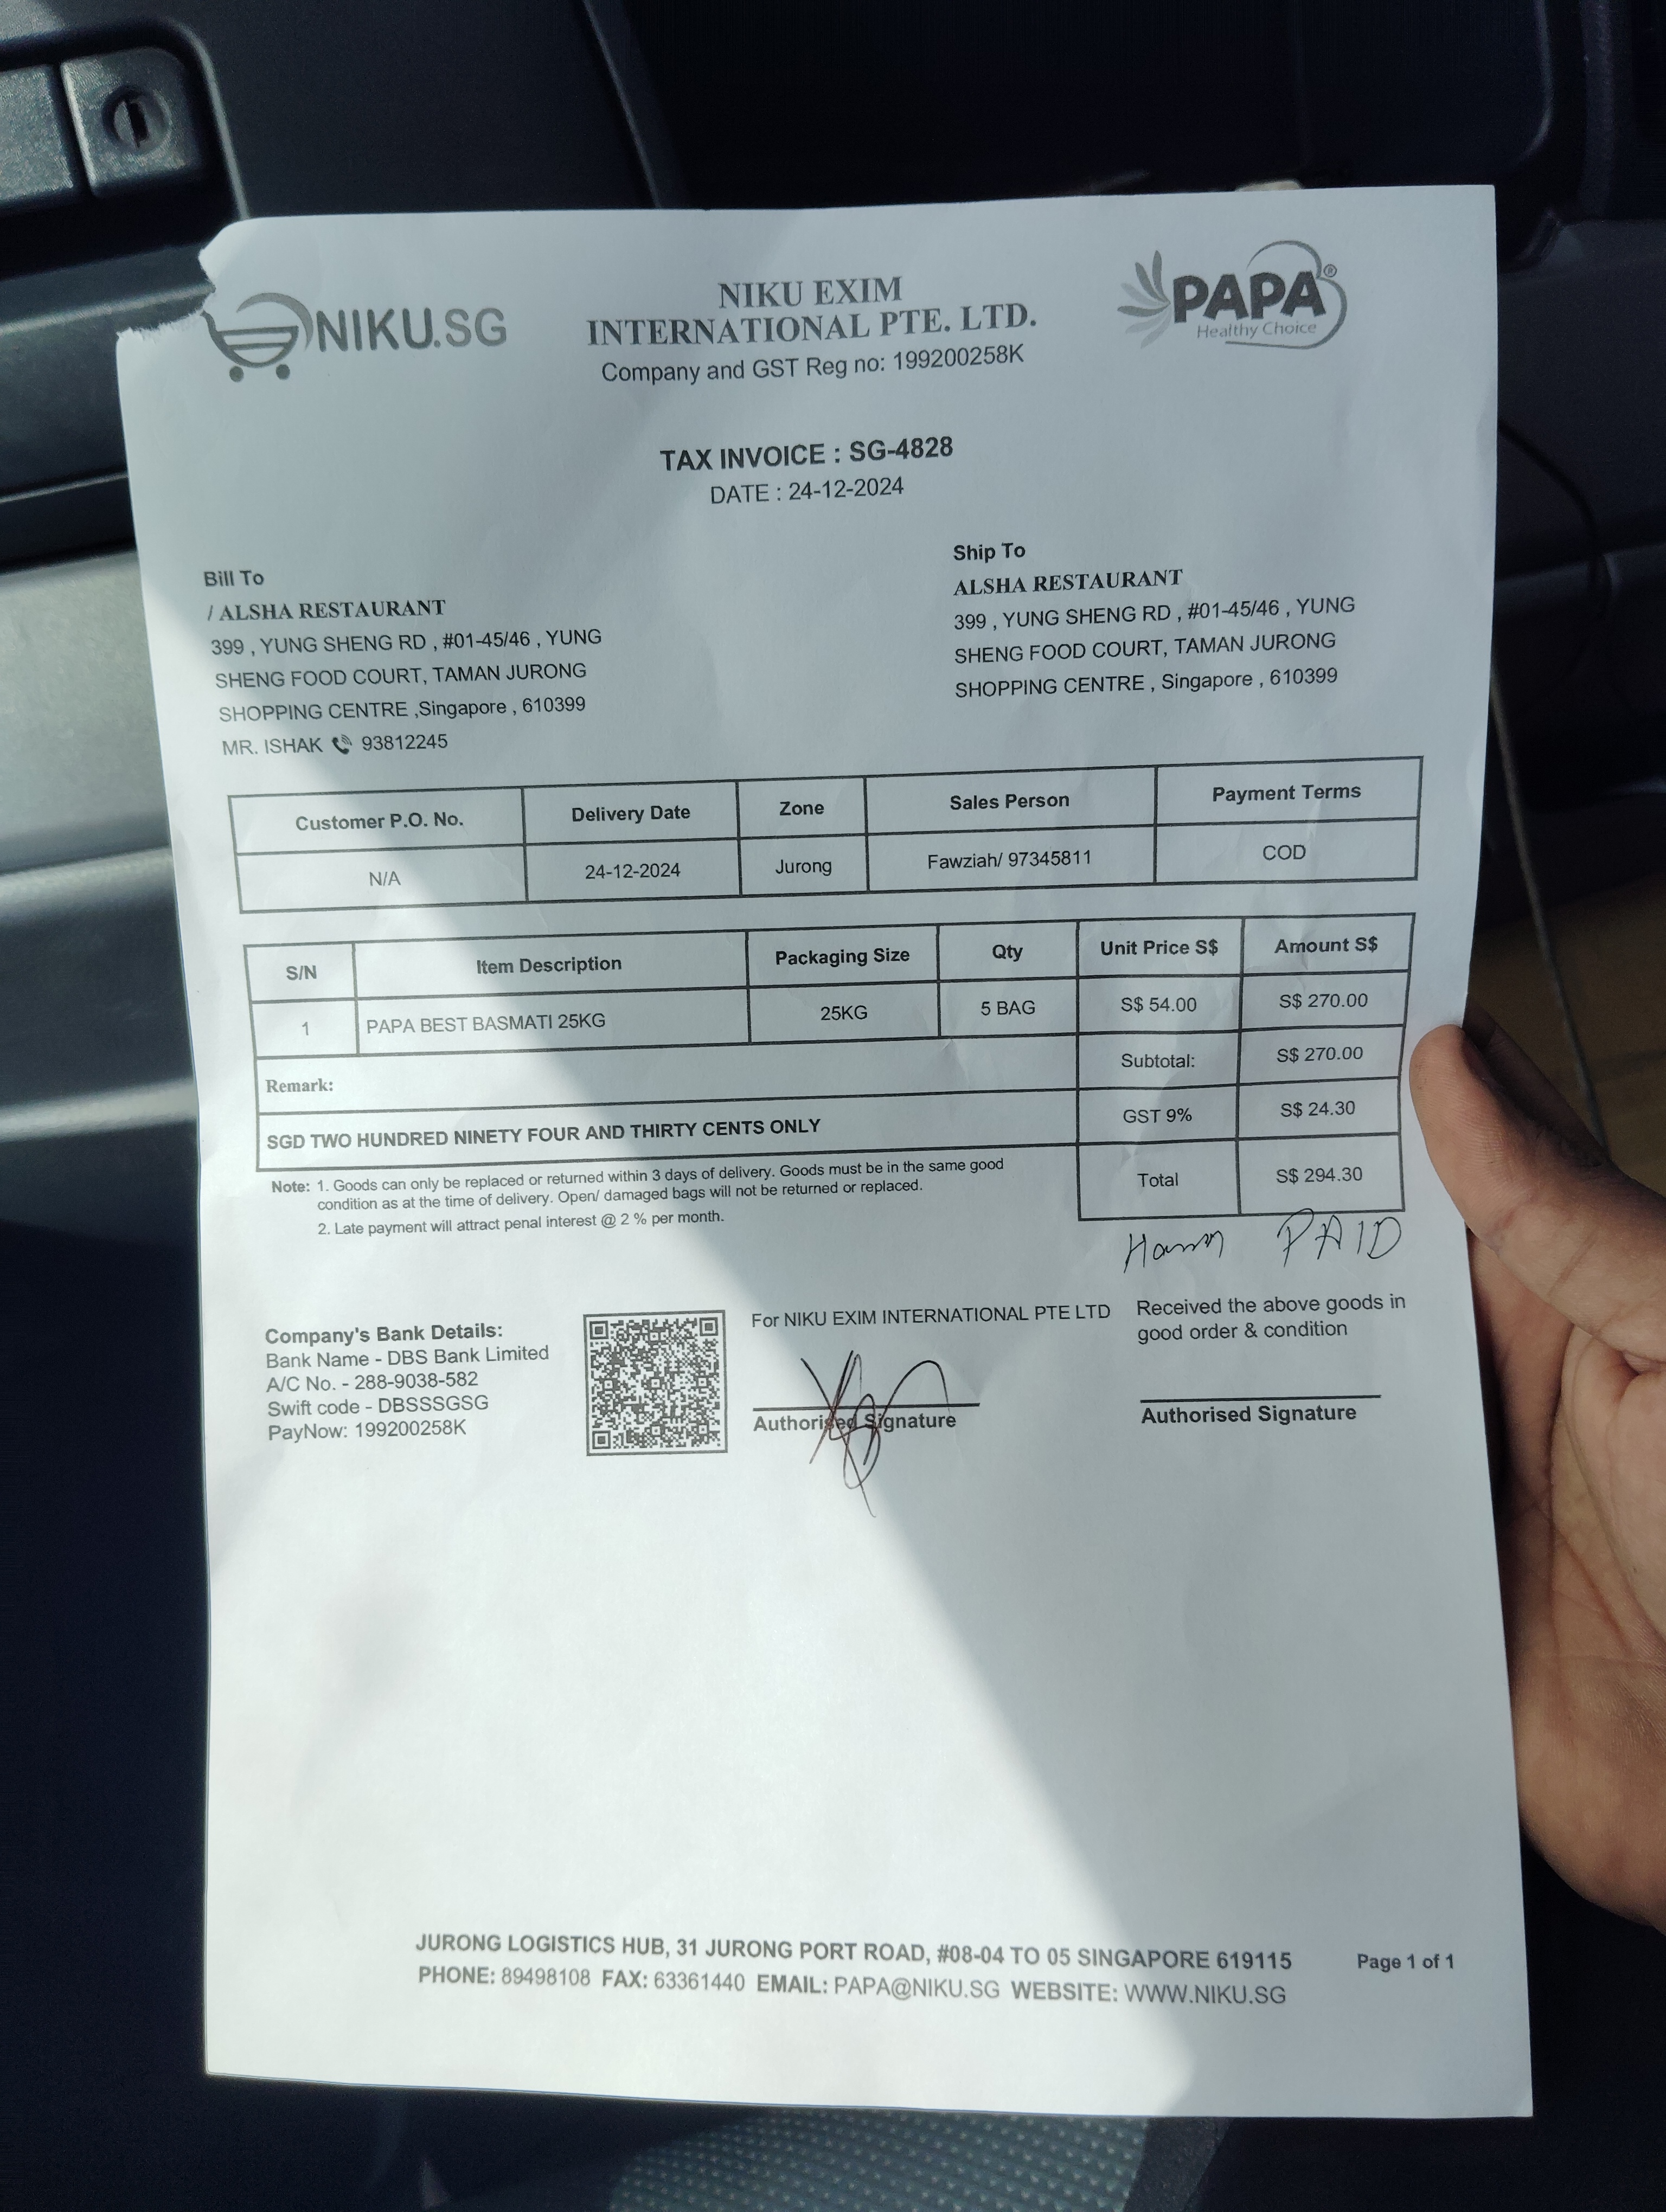 NIKU.SG
NIKU EXIM
INTERNATIONAL PTE. LTD.
Company and GST Reg no: 199200258K
PAPA®
Healthy Choice
TAX INVOICE : SG-4828
DATE : 24-12-2024
Bill To
/ ALSHA RESTAURANT
399 , YUNG SHENG RD , #01-45/46 , YUNG
SHENG FOOD COURT, TAMAN JURONG
SHOPPING CENTRE ,Singapore , 610399
MR. ISHAK 93812245
Ship To
ALSHA RESTAURANT
399 , YUNG SHENG RD , #01-45/46 , YUNG
SHENG FOOD COURT, TAMAN JURONG
SHOPPING CENTRE , Singapore , 610399
Customer P.O. No. Delivery Date Zone Sales Person Payment Terms
N/A 24-12-2024 Jurong Fawziah/ 97345811 COD
S/N Item Description Packaging Size Qty Unit Price S$ Amount S$
1 PAPA BEST BASMATI 25KG 25KG 5 BAG S$ 54.00 S$ 270.00
Remark: Subtotal: S$ 270.00
SGD TWO HUNDRED NINETY FOUR AND THIRTY CENTS ONLY GST 9% S$ 24.30
Total S$ 294.30
Note: 1. Goods can only be replaced or returned within 3 days of delivery. Goods must be in the same good
condition as at the time of delivery. Open/ damaged bags will not be returned or replaced.
2. Late payment will attract penal interest @ 2 % per month.
PAID
Company's Bank Details:
Bank Name - DBS Bank Limited
A/C No. - 288-9038-582
Swift code - DBSSSGSG
PayNow: 199200258K
For NIKU EXIM INTERNATIONAL PTE LTD
Authorised Signature
Received the above goods in
good order & condition
Authorised Signature
JURONG LOGISTICS HUB, 31 JURONG PORT ROAD, #08-04 TO 05 SINGAPORE 619115
PHONE: 89498108 FAX: 63361440 EMAIL: PAPA@NIKU.SG WEBSITE: WWW.NIKU.SG
Page 1 of 1